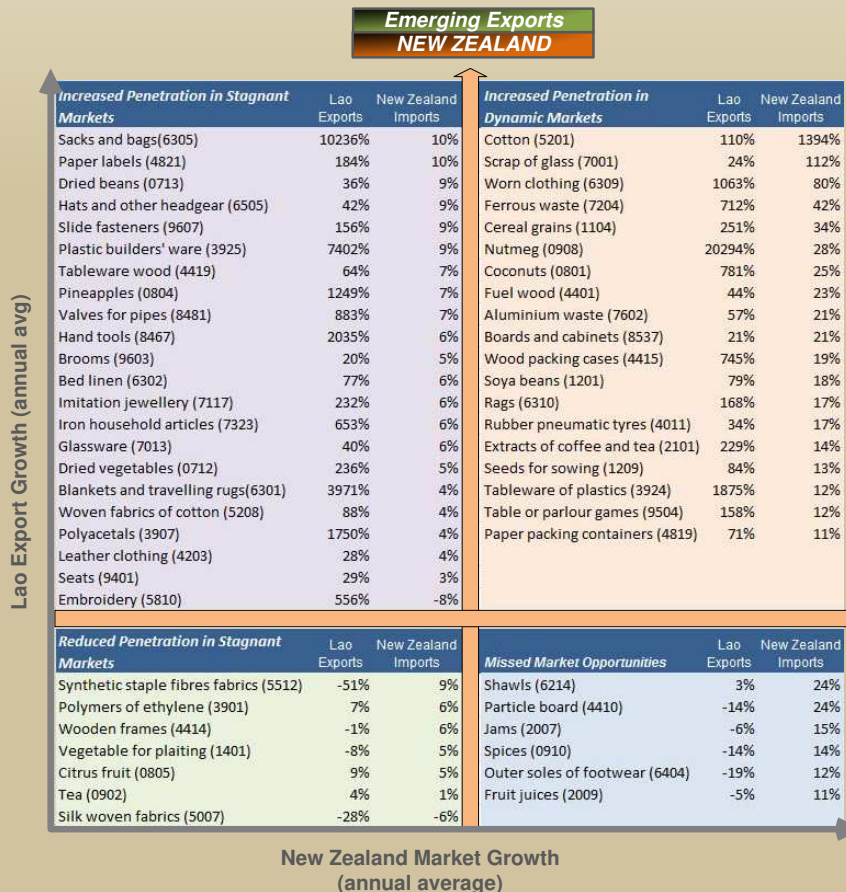 Emerging Exports
NEW ZEALAND
Lao Export Growth (annual avg)
Increased Penetration in Stagnant Markets Lao Exports New Zealand Imports
Sacks and bags(6305) 10236% 10%
Paper labels (4821) 184% 10%
Dried beans (0713) 36% 9%
Hats and other headgear (6505) 42% 9%
Slide fasteners (9607) 156% 9%
Plastic builders' ware (3925) 7402% 9%
Tableware wood (4419) 64% 7%
Pineapples (0804) 1249% 7%
Valves for pipes (8481) 883% 7%
Hand tools (8467) 2035% 6%
Brooms (9603) 20% 5%
Bed linen (6302) 77% 6%
Imitation jewellery (7117) 232% 6%
Iron household articles (7323) 653% 6%
Glassware (7013) 40% 6%
Dried vegetables (0712) 236% 5%
Blankets and travelling rugs(6301) 3971% 4%
Woven fabrics of cotton (5208) 88% 4%
Polyacetals (3907) 1750% 4%
Leather clothing (4203) 28% 4%
Seats (9401) 29% 3%
Embroidery (5810) 556% -8%
Increased Penetration in Dynamic Markets Lao Exports New Zealand Imports
Cotton (5201) 110% 1394%
Scrap of glass (7001) 24% 112%
Worn clothing (6309) 1063% 80%
Ferrous waste (7204) 712% 42%
Cereal grains (1104) 251% 34%
Nutmeg (0908) 20294% 28%
Coconuts (0801) 781% 25%
Fuel wood (4401) 44% 23%
Aluminium waste (7602) 57% 21%
Boards and cabinets (8537) 21% 21%
Wood packing cases (4415) 745% 19%
Soya beans (1201) 79% 18%
Rags (6310) 168% 17%
Rubber pneumatic tyres (4011) 34% 17%
Extracts of coffee and tea (2101) 229% 14%
Seeds for sowing (1209) 84% 13%
Tableware of plastics (3924) 1875% 12%
Table or parlour games (9504) 158% 12%
Paper packing containers (4819) 71% 11%
Reduced Penetration in Stagnant Markets Lao Exports New Zealand Imports
Synthetic staple fibres fabrics (5512) -51% 9%
Polymers of ethylene (3901) 7% 6%
Wooden frames (4414) -1% 6%
Vegetable for plaiting (1401) -8% 5%
Citrus fruit (0805) 9% 5%
Tea (0902) 4% 1%
Silk woven fabrics (5007) -28% -6%
Missed Market Opportunities Lao Exports New Zealand Imports
Shawls (6214) 3% 24%
Particle board (4410) -14% 24%
Jams (2007) -6% 15%
Spices (0910) -14% 14%
Outer soles of footwear (6404) -19% 12%
Fruit juices (2009) -5% 11%
New Zealand Market Growth
(annual average)